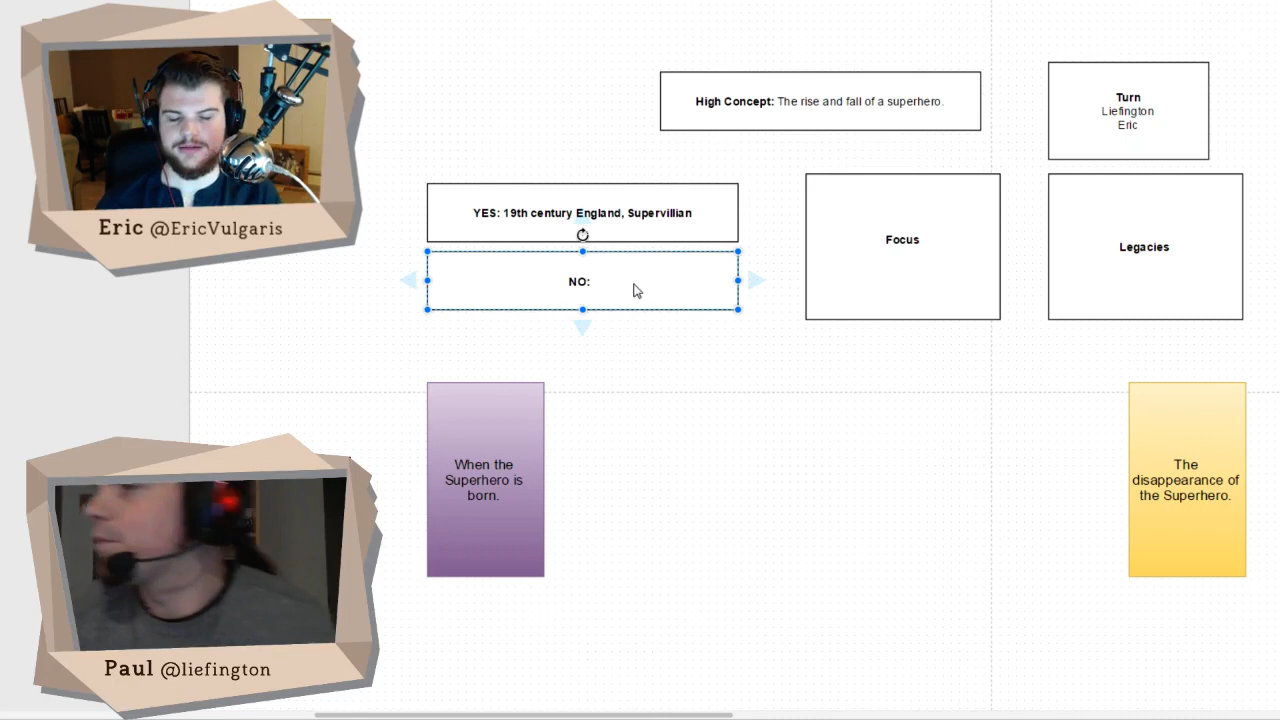 High Concept: The rise and fall of a superhero.
Turn
Liefington
Eric
YES: 19th century England, Supervillian
NO:
Focus
Legacies
When the
Superhero is
born.
The
disappearance of
the Superhero.
Eric @EricVulgaris
Paul @liefington